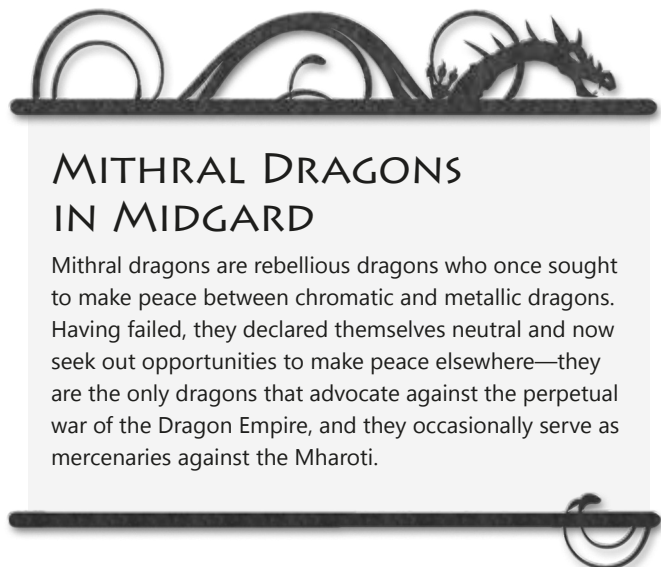 Mithral Dragons
in Midgard
Mithral dragons are rebellious dragons who once sought
to make peace between chromatic and metallic dragons.
Having failed, they declared themselves neutral and now
seek out opportunities to make peace elsewhere—they
are the only dragons that advocate against the perpetual
war of the Dragon Empire, and they occasionally serve as
mercenaries against the Mharoti.